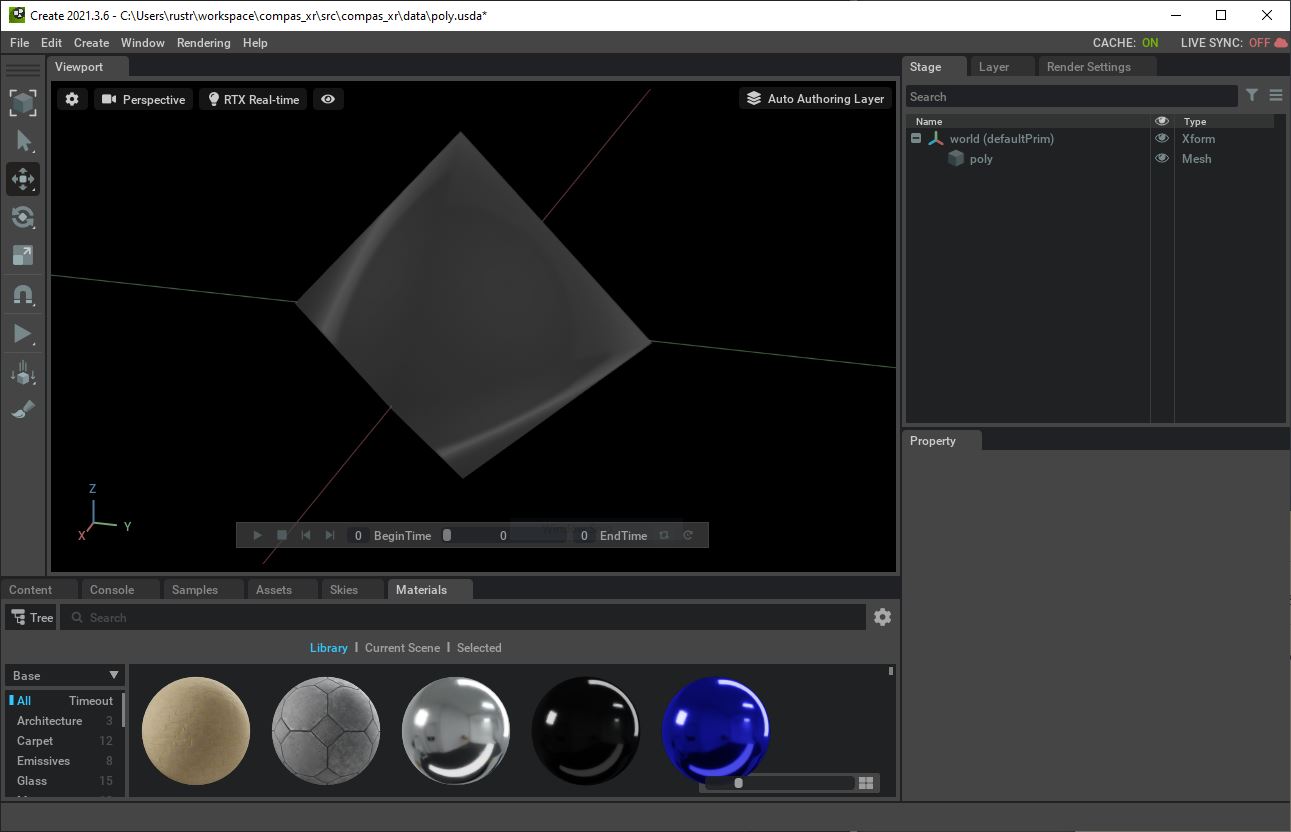 Create 2021.3.6 - C:\Users\rustr\workspace\compas_xr\src\compas_xr\data\poly.usda*
File Edit Create Window Rendering Help CACHE: ON LIVE SYNC: OFF
Viewport
Perspective RTX Real-time Auto Authoring Layer
Z
Y
X
0 BeginTime 0 0 EndTime
Stage Layer Render Settings
Search
Name Type
world (defaultPrim) Xform
poly Mesh
Property
Content Console Samples Assets Skies Materials
Tree Search
Library I Current Scene I Selected
Base
All Timeout
Architecture 3
Carpet 12
Emissives 8
Glass 15